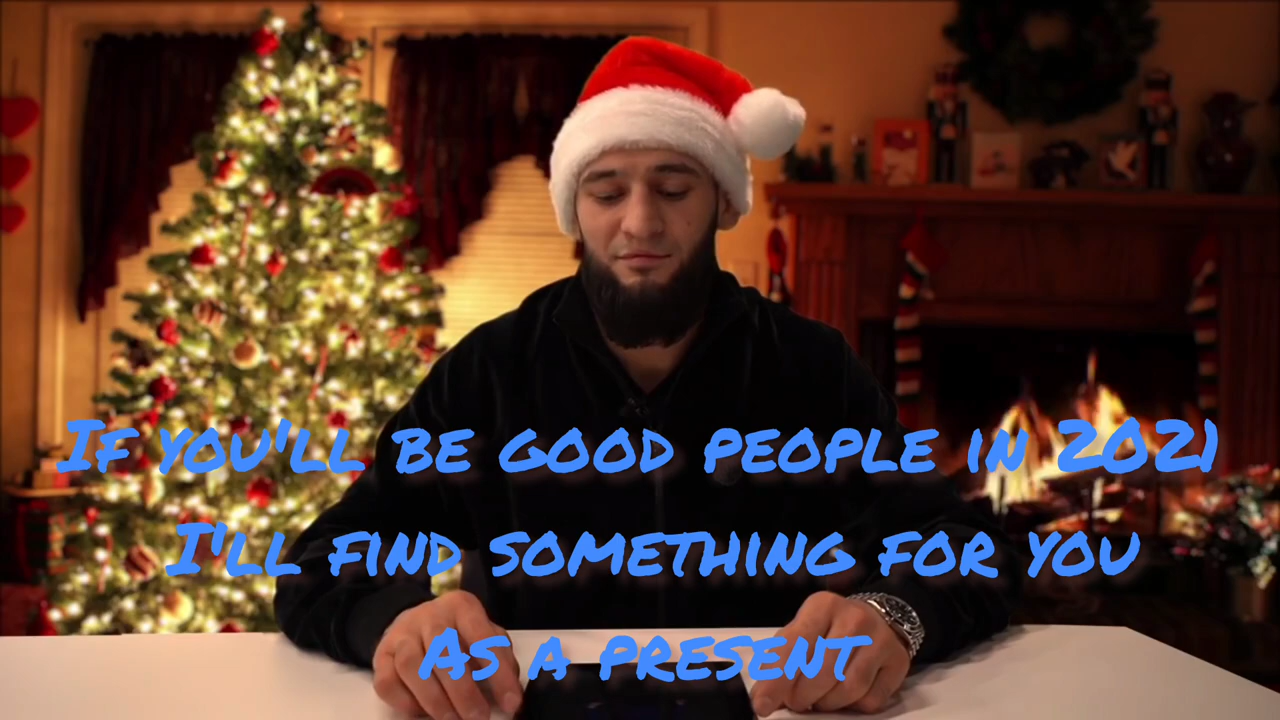 If you'll be good people in 2021
I'll find something for you
As a present